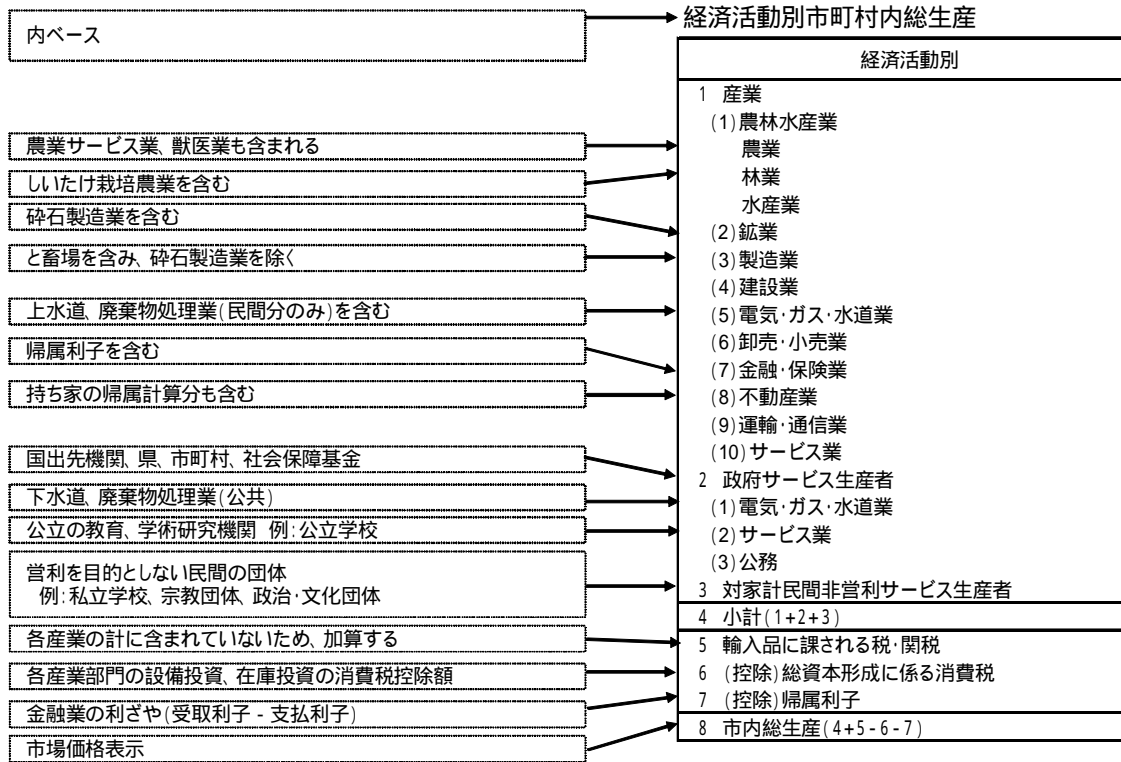 経済活動別市町村内総生産
内ベース
経済活動別
1 産業
(1)農林水産業
農業サービス業、獣医業も含まれる
農業
しいたけ栽培農業を含む
林業
水産業
砕石製造業を含む
(2)鉱業
と畜場を含み、砕石製造業を除く
(3)製造業
(4)建設業
上水道、廃棄物処理業(民間分のみ)を含む
(5)電気・ガス・水道業
(6)卸売・小売業
帰属利子を含む
(7)金融・保険業
持ち家の帰属計算分も含む
(8)不動産業
(9)運輸・通信業
(10)サービス業
国出先機関、県、市町村、社会保障基金
2 政府サービス生産者
下水道、廃棄物処理業(公共)
(1)電気・ガス・水道業
公立の教育、学術研究機関 例:公立学校
(2)サービス業
(3)公務
営利を目的としない民間の団体
例:私立学校、宗教団体、政治・文化団体
3 対家計民間非営利サービス生産者
4 小計(1+2+3)
各産業の計に含まれていないため、加算する
5 輸入品に課される税・関税
各産業部門の設備投資、在庫投資の消費税控除額
6 (控除)総資本形成に係る消費税
金融業の利ざや(受取利子 - 支払利子)
7 (控除)帰属利子
市場価格表示
8 市内総生産(4+5-6-7)